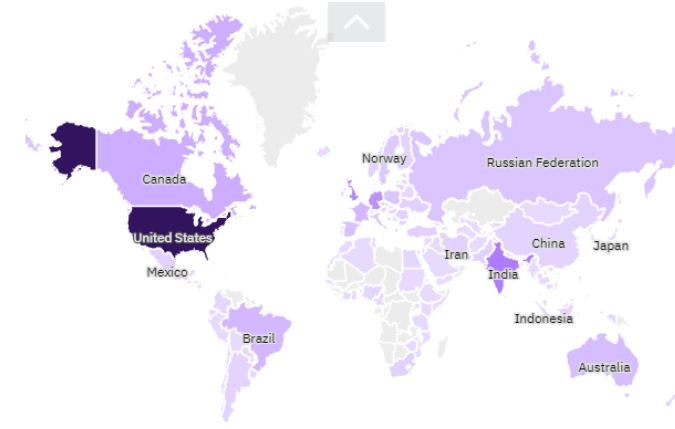 Norway
Russian Federation
Canada
United States
China
Japan
Iran
Mexico
India
Indonesia
Brazil
Australia